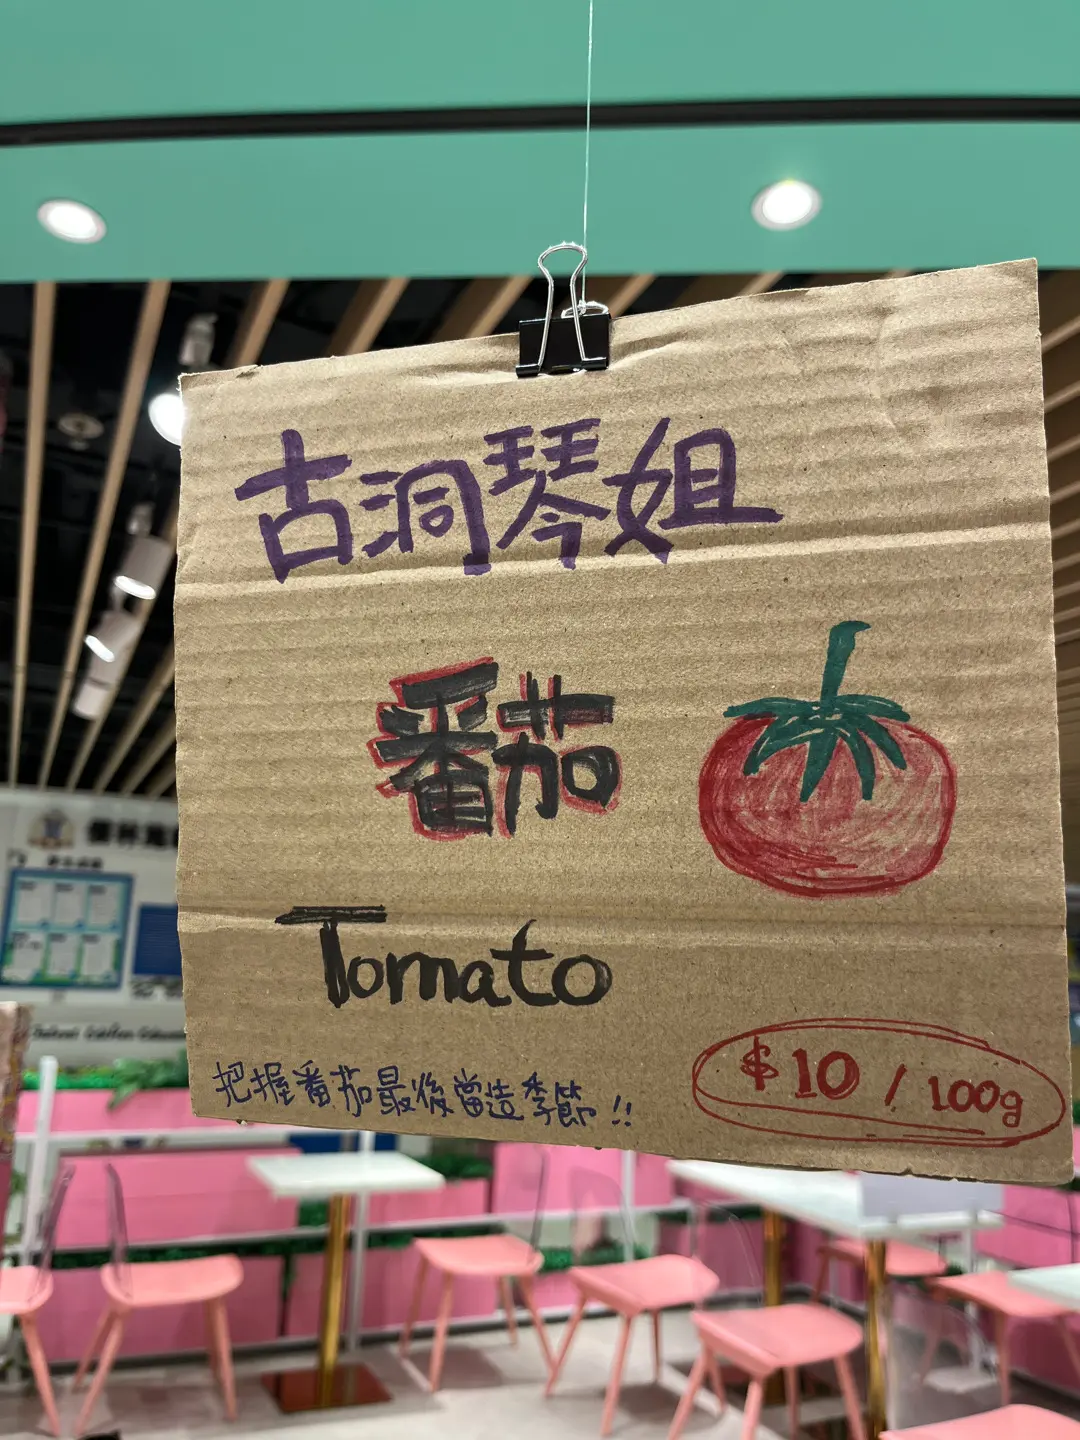 古洞琴姐
番茄
Tomato
把握番茄最後當造季節!!
$10 / 100g